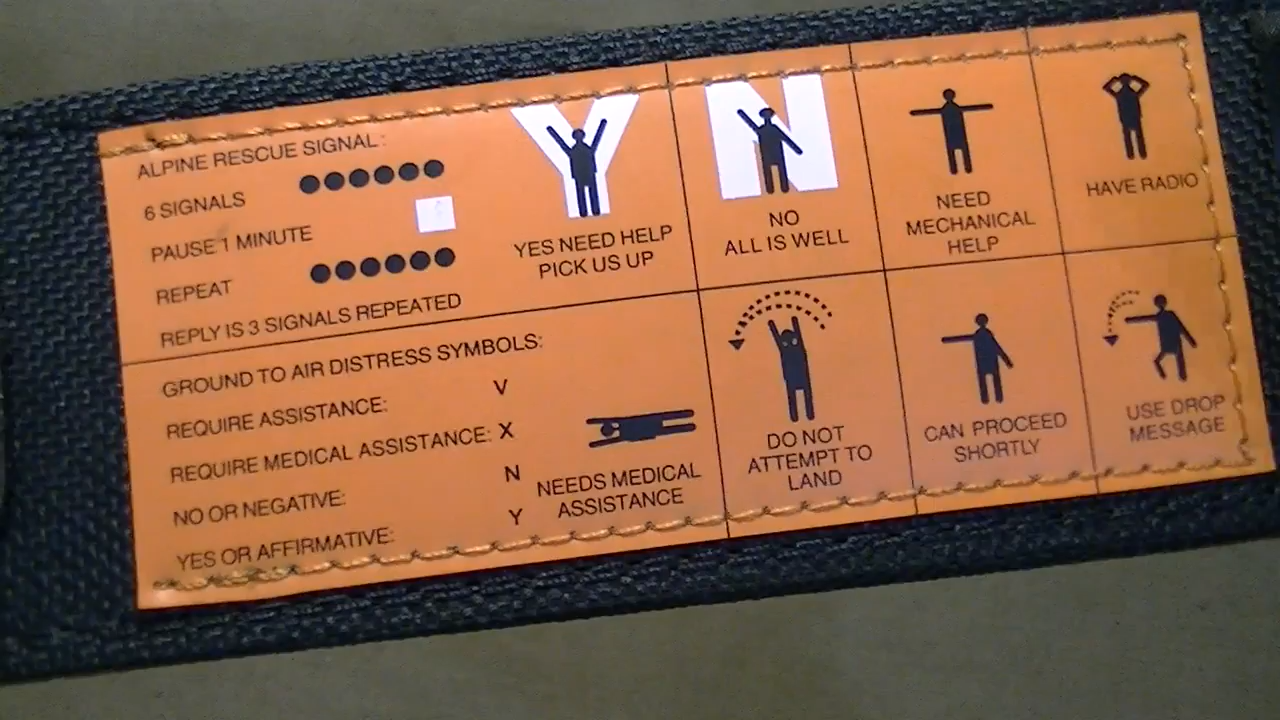 ALPINE RESCUE SIGNAL:
6 SIGNALS
PAUSE 1 MINUTE
REPEAT
REPLY IS 3 SIGNALS REPEATED
Y
YES NEED HELP
PICK US UP
N
NO
ALL IS WELL
NEED
MECHANICAL
HELP
HAVE RADIO
GROUND TO AIR DISTRESS SYMBOLS:
REQUIRE ASSISTANCE: V
REQUIRE MEDICAL ASSISTANCE: X
NO OR NEGATIVE: N
YES OR AFFIRMATIVE: Y
NEEDS MEDICAL
ASSISTANCE
DO NOT
ATTEMPT TO
LAND
CAN PROCEED
SHORTLY
USE DROP
MESSAGE